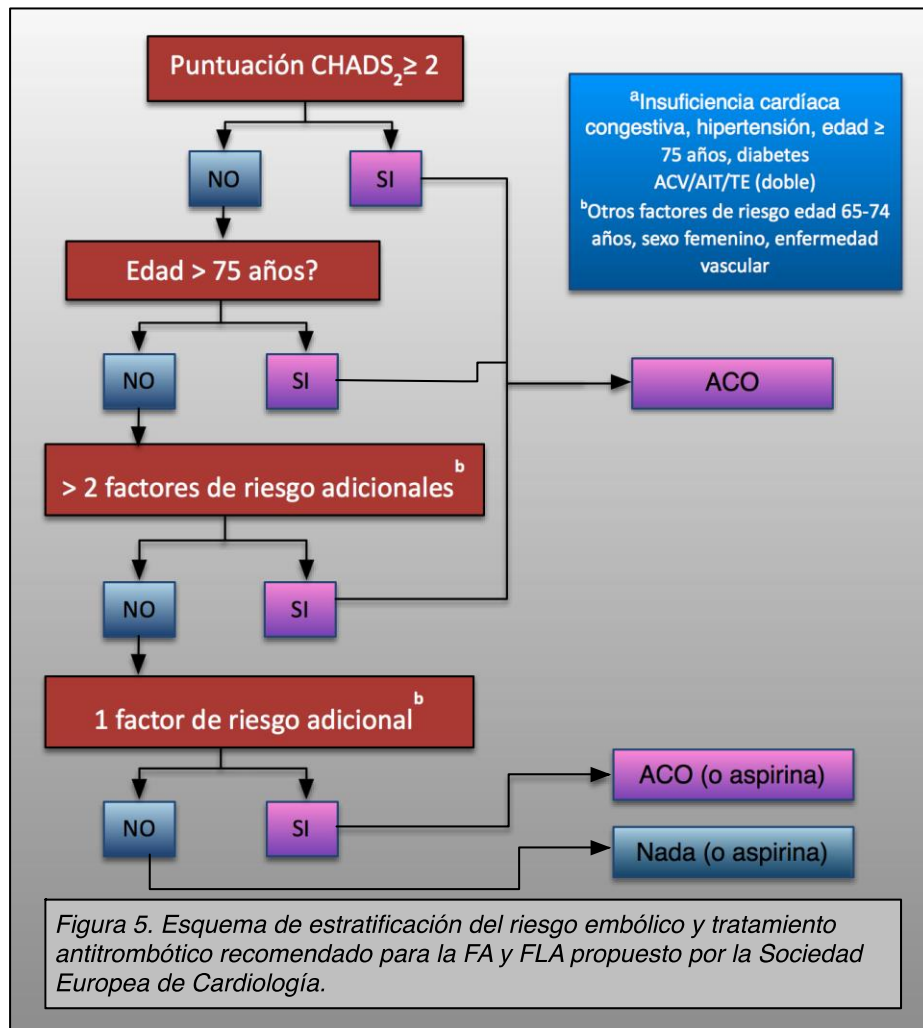 Puntuación CHADS2≥ 2
aInsuficiencia cardíaca
congestiva, hipertensión, edad ≥
75 años, diabetes
ACV/AIT/TE (doble)
bOtros factores de riesgo edad 65-74
años, sexo femenino, enfermedad
vascular
NO
SI
Edad > 75 años?
NO
SI
ACO
> 2 factores de riesgo adicionales b
NO
SI
1 factor de riesgo adicional b
NO
SI
ACO (o aspirina)
Nada (o aspirina)
Figura 5. Esquema de estratificación del riesgo embólico y tratamiento
antitrombótico recomendado para la FA y FLA propuesto por la Sociedad
Europea de Cardiología.